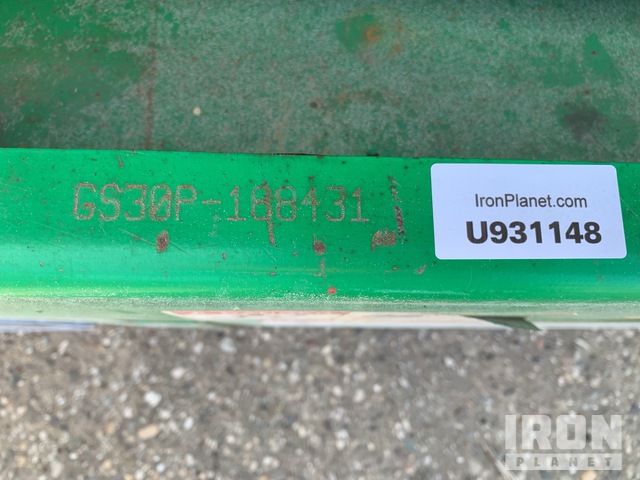 GS30P-188431
IronPlanet.com
U931148
IRON
PLANET